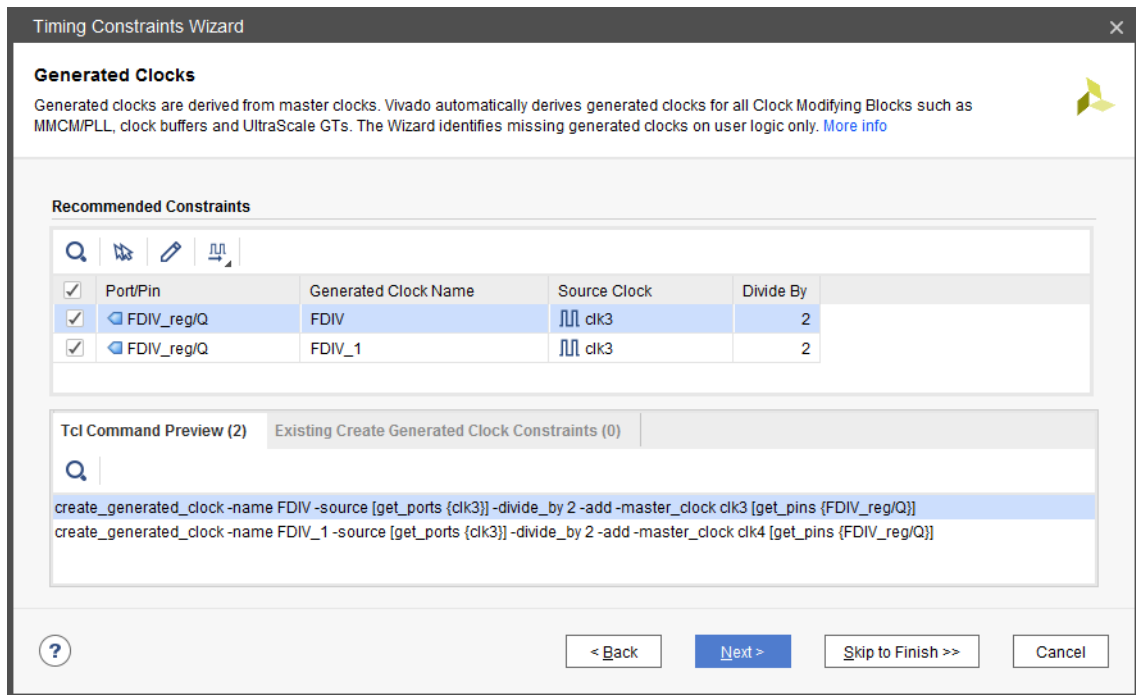 Timing Constraints Wizard
Generated Clocks
Generated clocks are derived from master clocks. Vivado automatically derives generated clocks for all Clock Modifying Blocks such as
MMCM/PLL, clock buffers and UltraScale GTs. The Wizard identifies missing generated clocks on user logic only. More info
Recommended Constraints
Port/Pin Generated Clock Name Source Clock Divide By
FDIV_reg/Q FDIV clk3 2
FDIV_reg/Q FDIV_1 clk3 2
Tcl Command Preview (2) Existing Create Generated Clock Constraints (0)
create_generated_clock -name FDIV -source [get_ports {clk3}] -divide_by 2 -add -master_clock clk3 [get_pins {FDIV_reg/Q}]
create_generated_clock -name FDIV_1 -source [get_ports {clk3}] -divide_by 2 -add -master_clock clk4 [get_pins {FDIV_reg/Q}]
? < Back Next > Skip to Finish >> Cancel